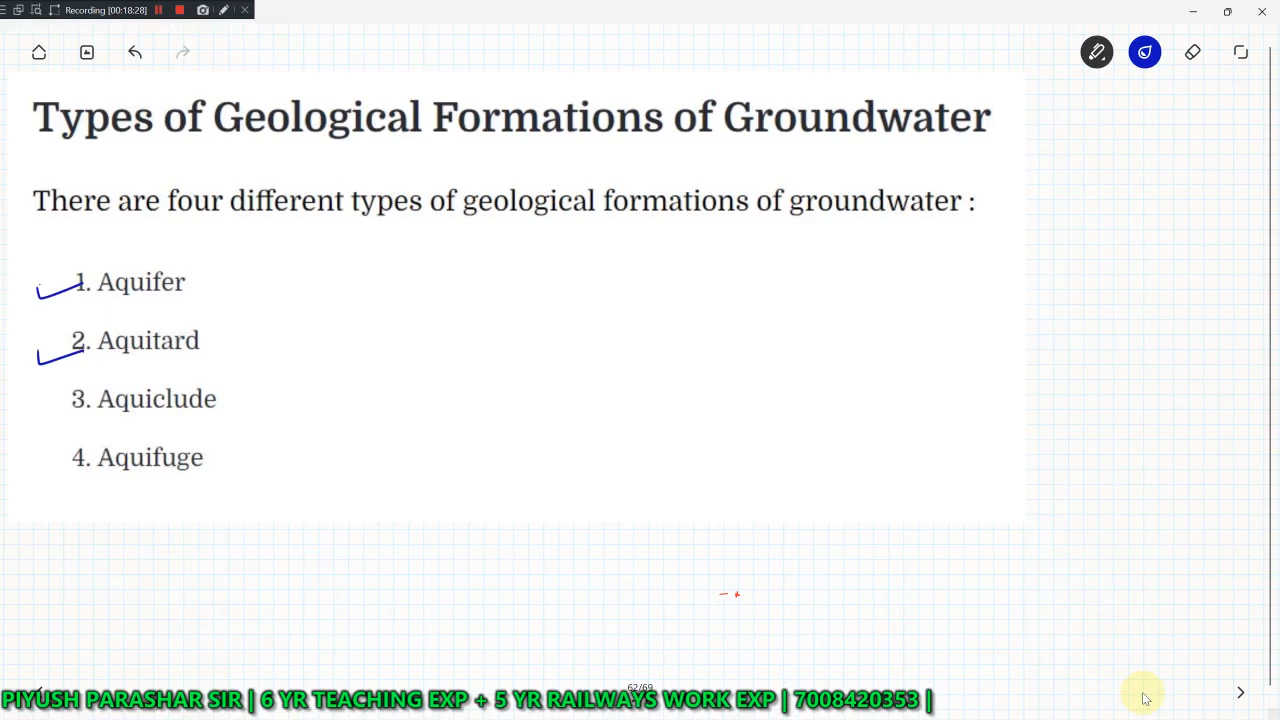 Recording [00:18:28]
Types of Geological Formations of Groundwater
There are four different types of geological formations of groundwater :
1. Aquifer
2. Aquitard
3. Aquiclude
4. Aquifuge
62/69
PIYUSH PARASHAR SIR | 6 YR TEACHING EXP + 5 YR RAILWAYS WORK EXP | 7008420353 |